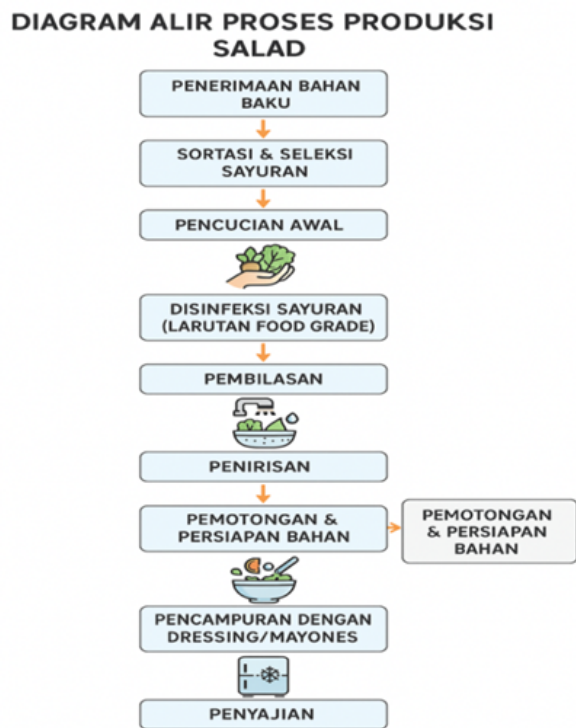 DIAGRAM ALIR PROSES PRODUKSI
SALAD
PENERIMAAN BAHAN
BAKU
SORTASI & SELEKSI
SAYURAN
PENCUCIAN AWAL
DISINFEKSI SAYURAN
(LARUTAN FOOD GRADE)
PEMBILASAN
PENIRISAN
PEMOTONGAN &
PERSIAPAN BAHAN
PEMOTONGAN
& PERSIAPAN
BAHAN
PENCAMPURAN DENGAN
DRESSING/MAYONES
PENYAJIAN